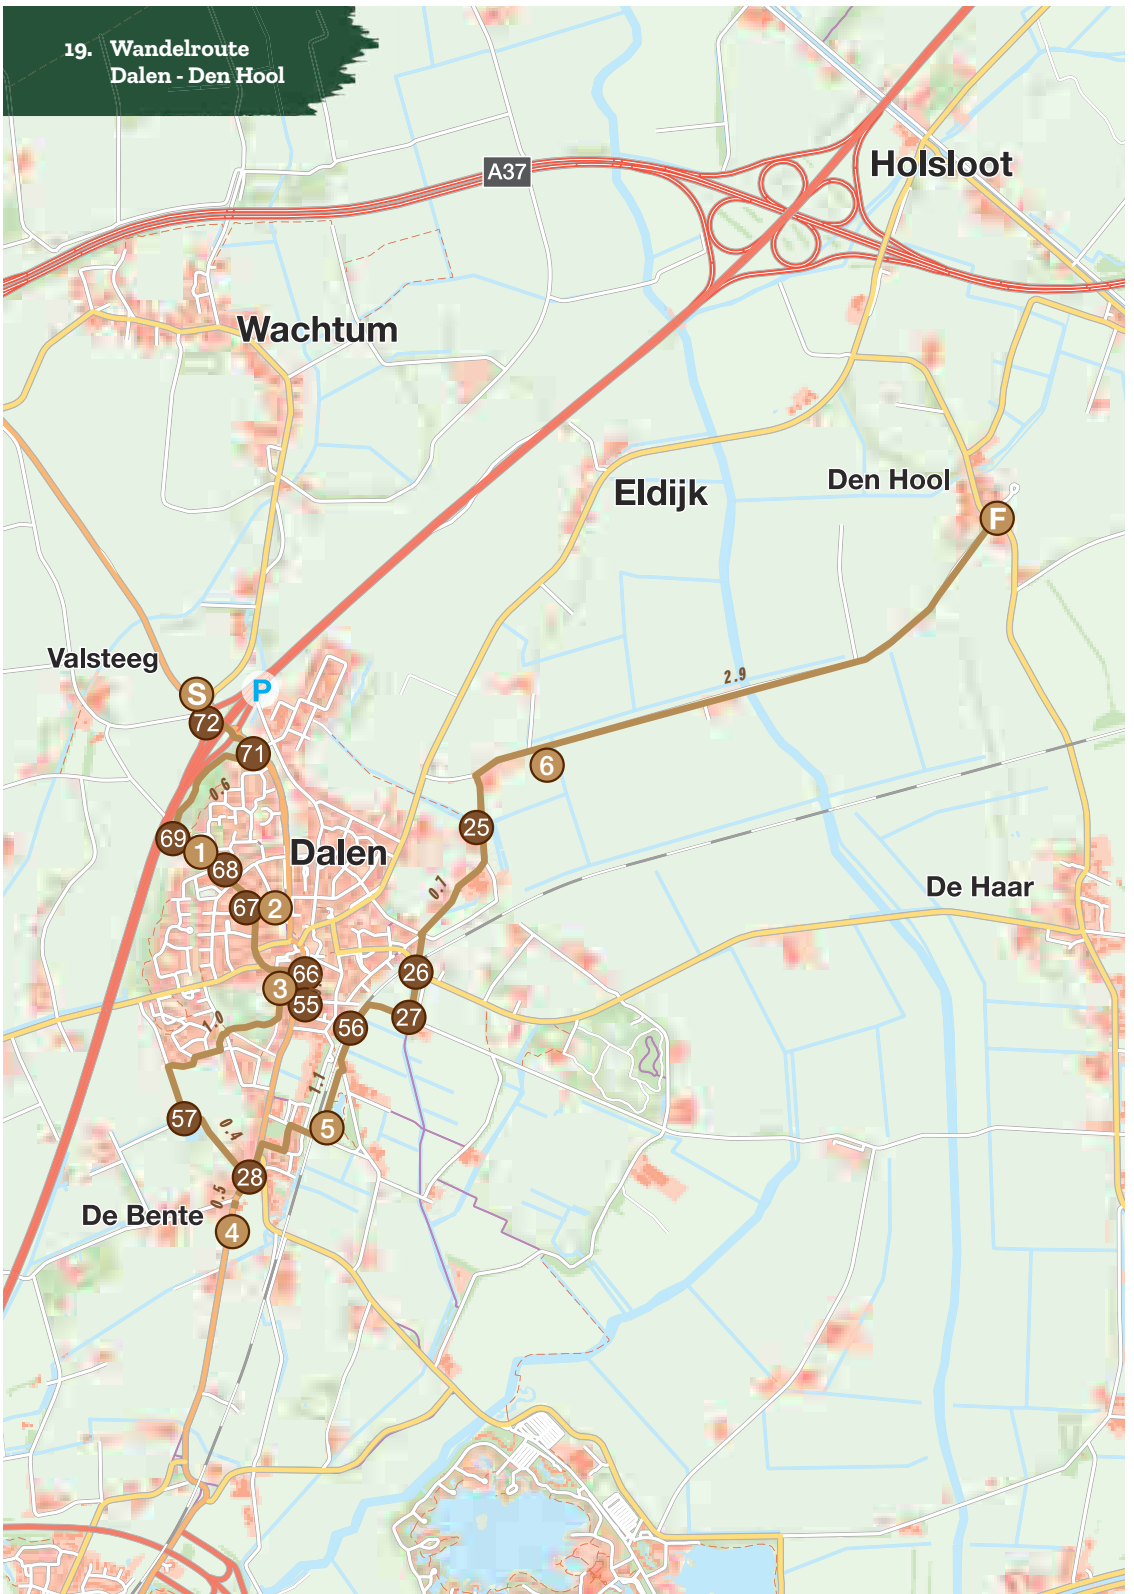 19. Wandelroute
Dalen - Den Hool
A37
Holsloot
Wachtum
Eldijk
Den Hool
F
Valsteeg
S
P
72
71
2.9
6
0.6
69
1
68
Dalen
25
0.7
De Haar
67
2
66
3
55
26
27
56
1.0
1.1
57
0.4
5
28
0.5
De Bente
4